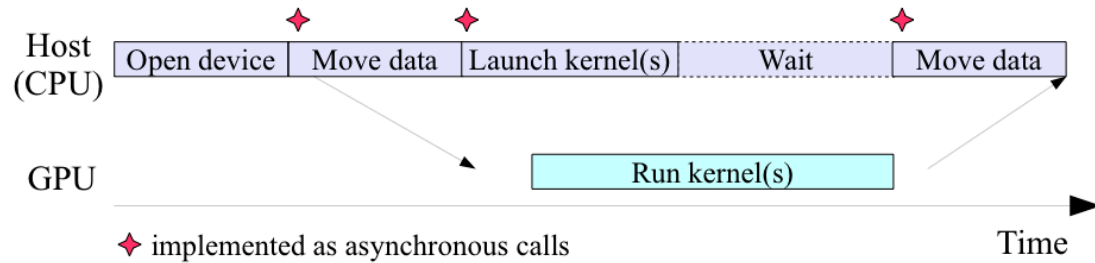 Host
(CPU)
Open device
Move data
Launch kernel(s)
Wait
Move data
GPU
Run kernel(s)
implemented as asynchronous calls
Time